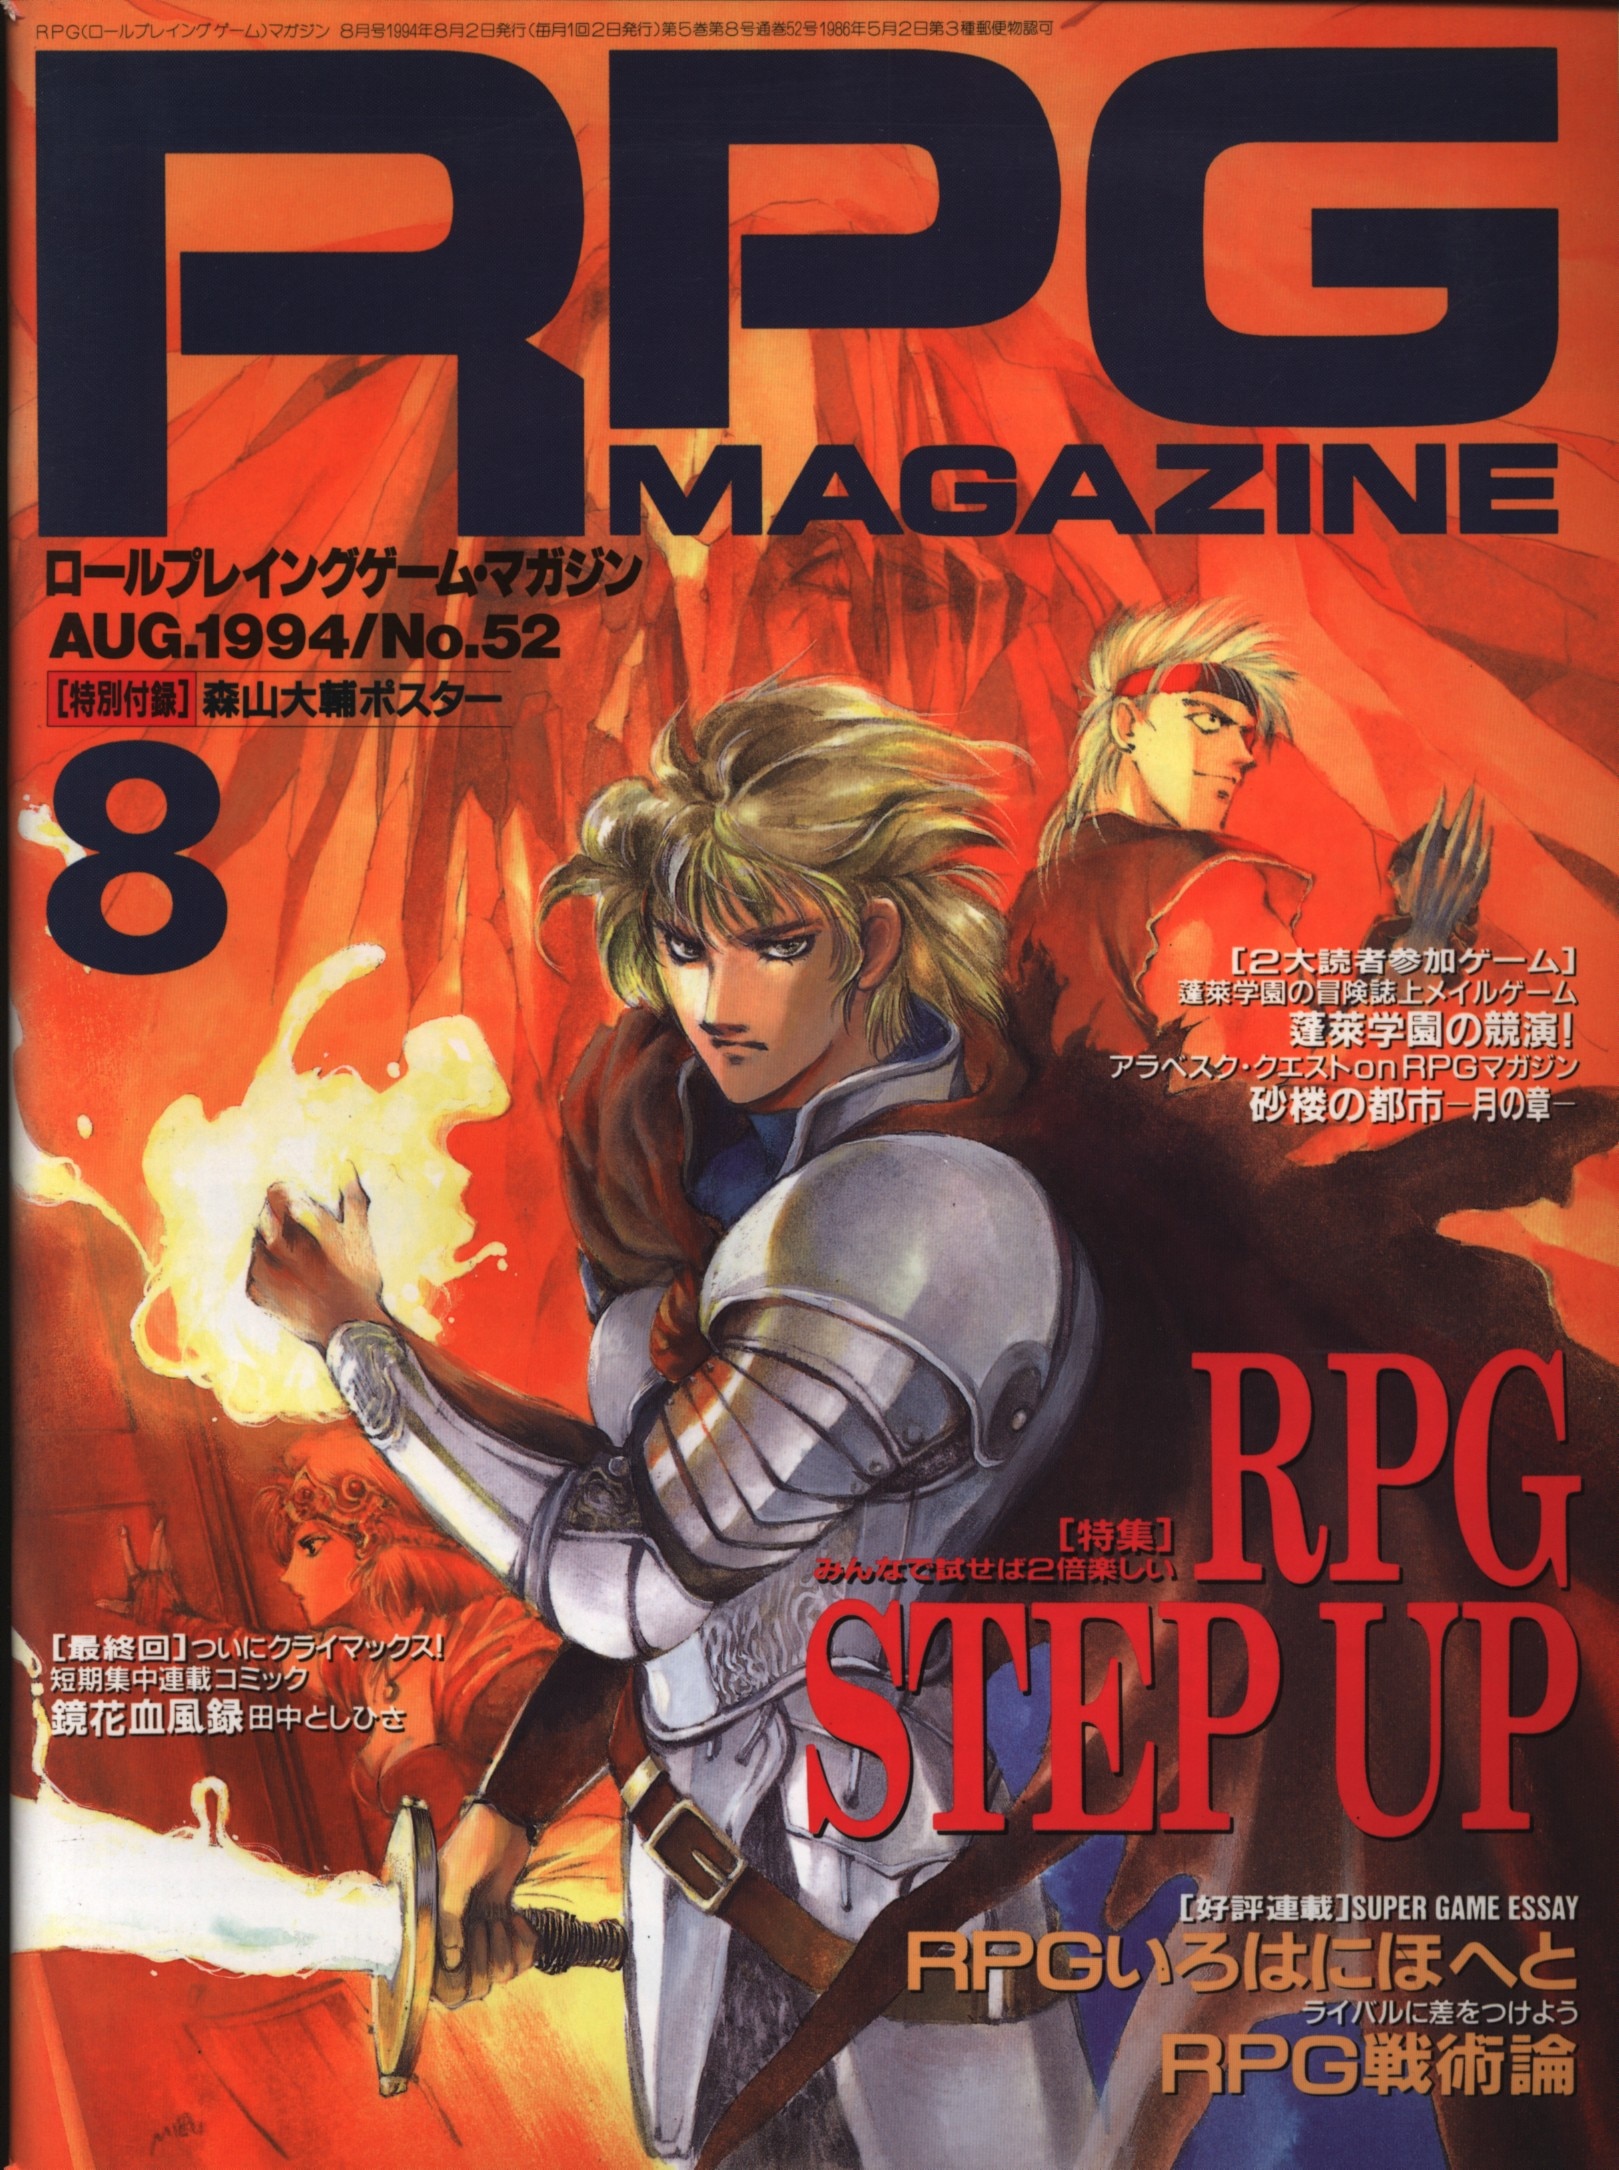 RPG(ロールプレイングゲーム)マガジン 8月号1994年8月2日発行(毎月1回2日発行)第5巻第8号通巻52号1986年5月2日第3種郵便物認可
RPG
MAGAZINE
ロールプレイングゲーム・マガジン
AUG.1994/No.52
[特別付録]森山大輔ポスター
8
[2大読者参加ゲーム]
蓬萊学園の冒険誌上メイルゲーム
蓬萊学園の競演!
アラベスク・クエストonRPGマガジン
砂楼の都市—月の章—
[特集]
みんなで試せば2倍楽しい
RPG
STEP UP
[最終回]ついにクライマックス!
短期集中連載コミック
鏡花血風録 田中としひさ
[好評連載]SUPER GAME ESSAY
RPGいろはにほへと
ライバルに差をつけよう
RPG戦術論